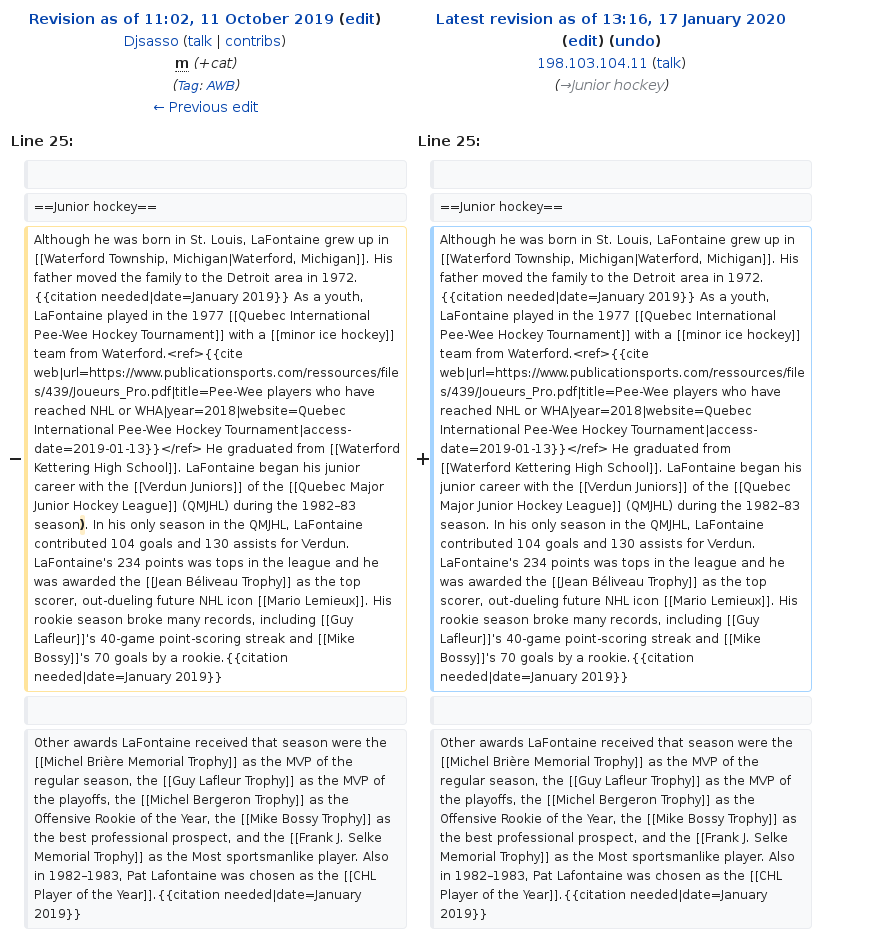 Revision as of 11:02, 11 October 2019 (edit)
Djsasso (talk | contribs)
m (+cat)
(Tag: AWB)
← Previous edit
Latest revision as of 13:16, 17 January 2020
(edit) (undo)
198.103.104.11 (talk)
(→Junior hockey)
Line 25:
Line 25:
==Junior hockey==
==Junior hockey==
−
Although he was born in St. Louis, LaFontaine grew up in
[[Waterford Township, Michigan|Waterford, Michigan]]. His
father moved the family to the Detroit area in 1972.
{{citation needed|date=January 2019}} As a youth,
LaFontaine played in the 1977 [[Quebec International
Pee-Wee Hockey Tournament]] with a [[minor ice hockey]]
team from Waterford.<ref>{{cite
web|url=https://www.publicationsports.com/ressources/file
s/439/Joueurs_Pro.pdf|title=Pee-Wee players who have
reached NHL or WHA|year=2018|website=Quebec
International Pee-Wee Hockey Tournament|access-
date=2019-01-13}}</ref> He graduated from [[Waterford
Kettering High School]]. LaFontaine began his junior
career with the [[Verdun Juniors]] of the [[Quebec Major
Junior Hockey League]] (QMJHL) during the 1982–83
season). In his only season in the QMJHL, LaFontaine
contributed 104 goals and 130 assists for Verdun.
LaFontaine's 234 points was tops in the league and he
was awarded the [[Jean Béliveau Trophy]] as the top
scorer, out-dueling future NHL icon [[Mario Lemieux]]. His
rookie season broke many records, including [[Guy
Lafleur]]'s 40-game point-scoring streak and [[Mike
Bossy]]'s 70 goals by a rookie.{{citation
needed|date=January 2019}}
+
Although he was born in St. Louis, LaFontaine grew up in
[[Waterford Township, Michigan|Waterford, Michigan]]. His
father moved the family to the Detroit area in 1972.
{{citation needed|date=January 2019}} As a youth,
LaFontaine played in the 1977 [[Quebec International
Pee-Wee Hockey Tournament]] with a [[minor ice hockey]]
team from Waterford.<ref>{{cite
web|url=https://www.publicationsports.com/ressources/file
s/439/Joueurs_Pro.pdf|title=Pee-Wee players who have
reached NHL or WHA|year=2018|website=Quebec
International Pee-Wee Hockey Tournament|access-
date=2019-01-13}}</ref> He graduated from
[[Waterford Kettering High School]]. LaFontaine began his
junior career with the [[Verdun Juniors]] of the [[Quebec
Major Junior Hockey League]] (QMJHL) during the 1982–83
season. In his only season in the QMJHL, LaFontaine
contributed 104 goals and 130 assists for Verdun.
LaFontaine's 234 points was tops in the league and he
was awarded the [[Jean Béliveau Trophy]] as the top
scorer, out-dueling future NHL icon [[Mario Lemieux]]. His
rookie season broke many records, including [[Guy
Lafleur]]'s 40-game point-scoring streak and [[Mike
Bossy]]'s 70 goals by a rookie.{{citation
needed|date=January 2019}}
Other awards LaFontaine received that season were the
[[Michel Brière Memorial Trophy]] as the MVP of the
regular season, the [[Guy Lafleur Trophy]] as the MVP of
the playoffs, the [[Michel Bergeron Trophy]] as the
Offensive Rookie of the Year, the [[Mike Bossy Trophy]] as
the best professional prospect, and the [[Frank J. Selke
Memorial Trophy]] as the Most sportsmanlike player. Also
in 1982–1983, Pat Lafontaine was chosen as the [[CHL
Player of the Year]].{{citation needed|date=January
2019}}
Other awards LaFontaine received that season were the
[[Michel Brière Memorial Trophy]] as the MVP of the
regular season, the [[Guy Lafleur Trophy]] as the MVP of
the playoffs, the [[Michel Bergeron Trophy]] as the
Offensive Rookie of the Year, the [[Mike Bossy Trophy]] as
the best professional prospect, and the [[Frank J. Selke
Memorial Trophy]] as the Most sportsmanlike player. Also
in 1982–1983, Pat Lafontaine was chosen as the [[CHL
Player of the Year]].{{citation needed|date=January
2019}}